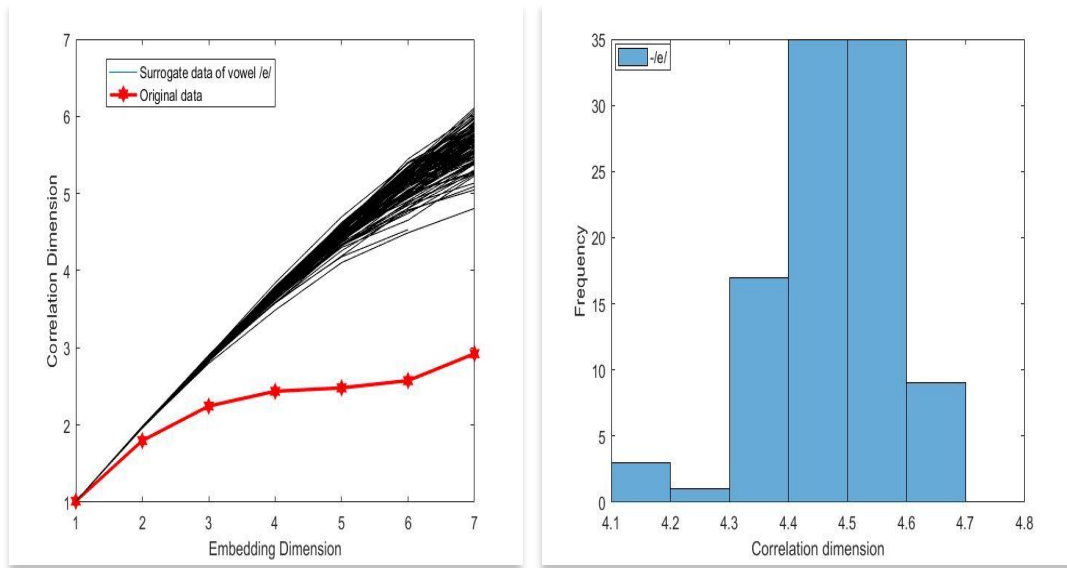 7
6
5
4
3
2
1
Correlation Dimension
Surrogate data of vowel /e/
Original data
1 2 3 4 5 6 7
Embedding Dimension
35
30
25
20
15
10
5
0
Frequency
-/e/
4.1 4.2 4.3 4.4 4.5 4.6 4.7 4.8
Correlation dimension